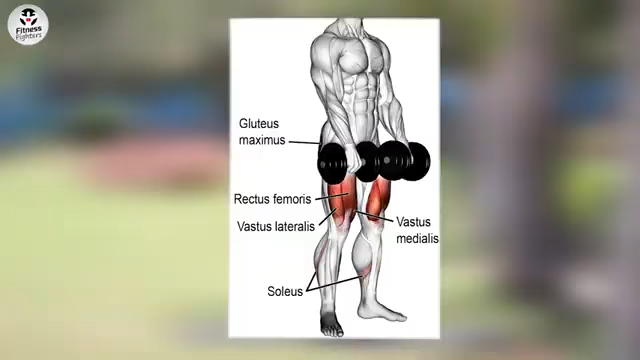 Fitness
Fighters
Gluteus
maximus
Rectus femoris
Vastus lateralis
Vastus
medialis
Soleus